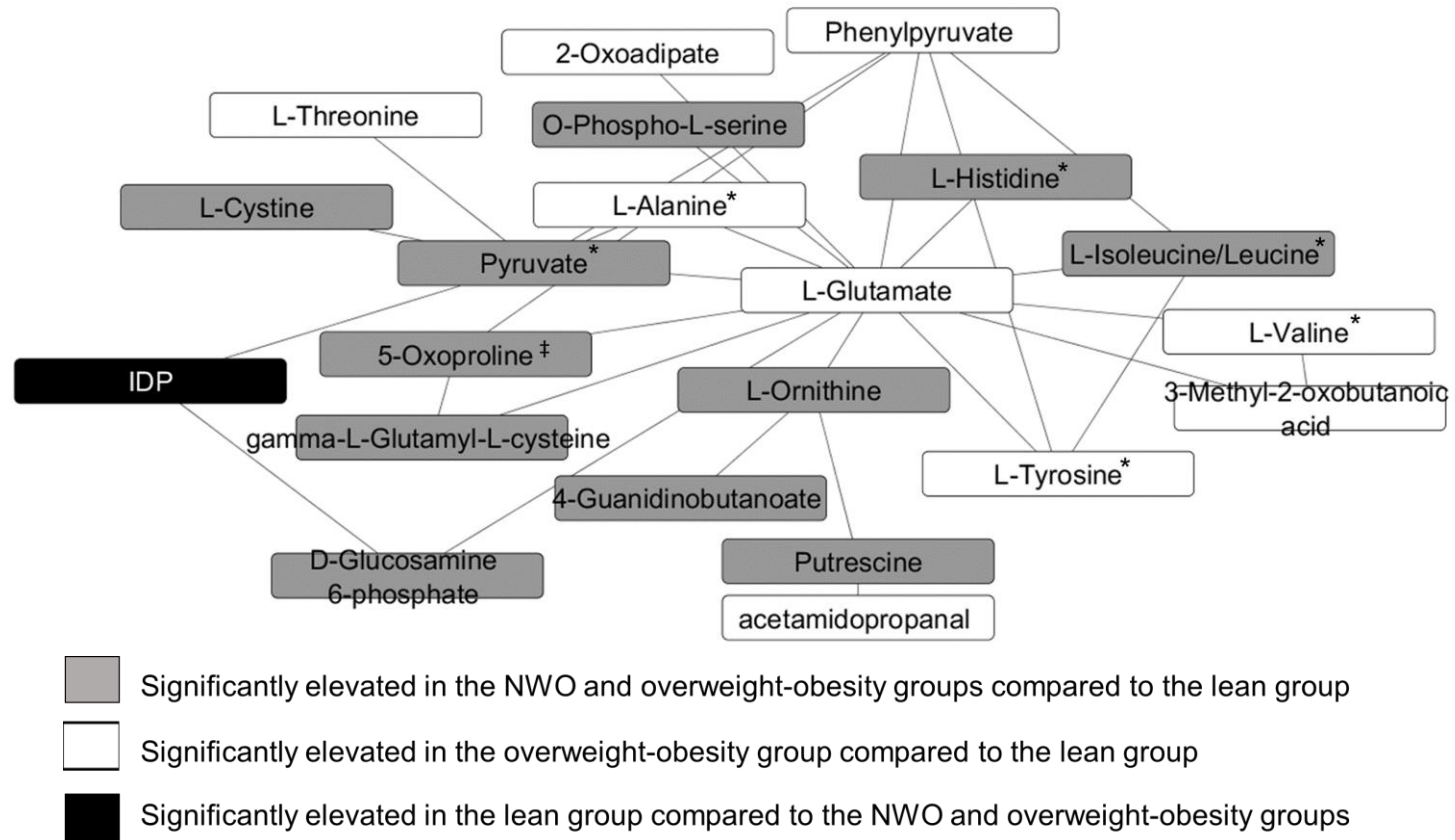 Phenylpyruvate
2-Oxoadipate
L-Threonine
O-Phospho-L-serine
L-Histidine*
L-Cystine
L-Alanine*
Pyruvate*
L-Isoleucine/Leucine*
L-Glutamate
L-Valine*
5-Oxoproline ‡
IDP
L-Ornithine
3-Methyl-2-oxobutanoic
acid
gamma-L-Glutamyl-L-cysteine
L-Tyrosine*
4-Guanidinobutanoate
D-Glucosamine
6-phosphate
Putrescine
acetamidopropanal
Significantly elevated in the NWO and overweight-obesity groups compared to the lean group
Significantly elevated in the overweight-obesity group compared to the lean group
Significantly elevated in the lean group compared to the NWO and overweight-obesity groups